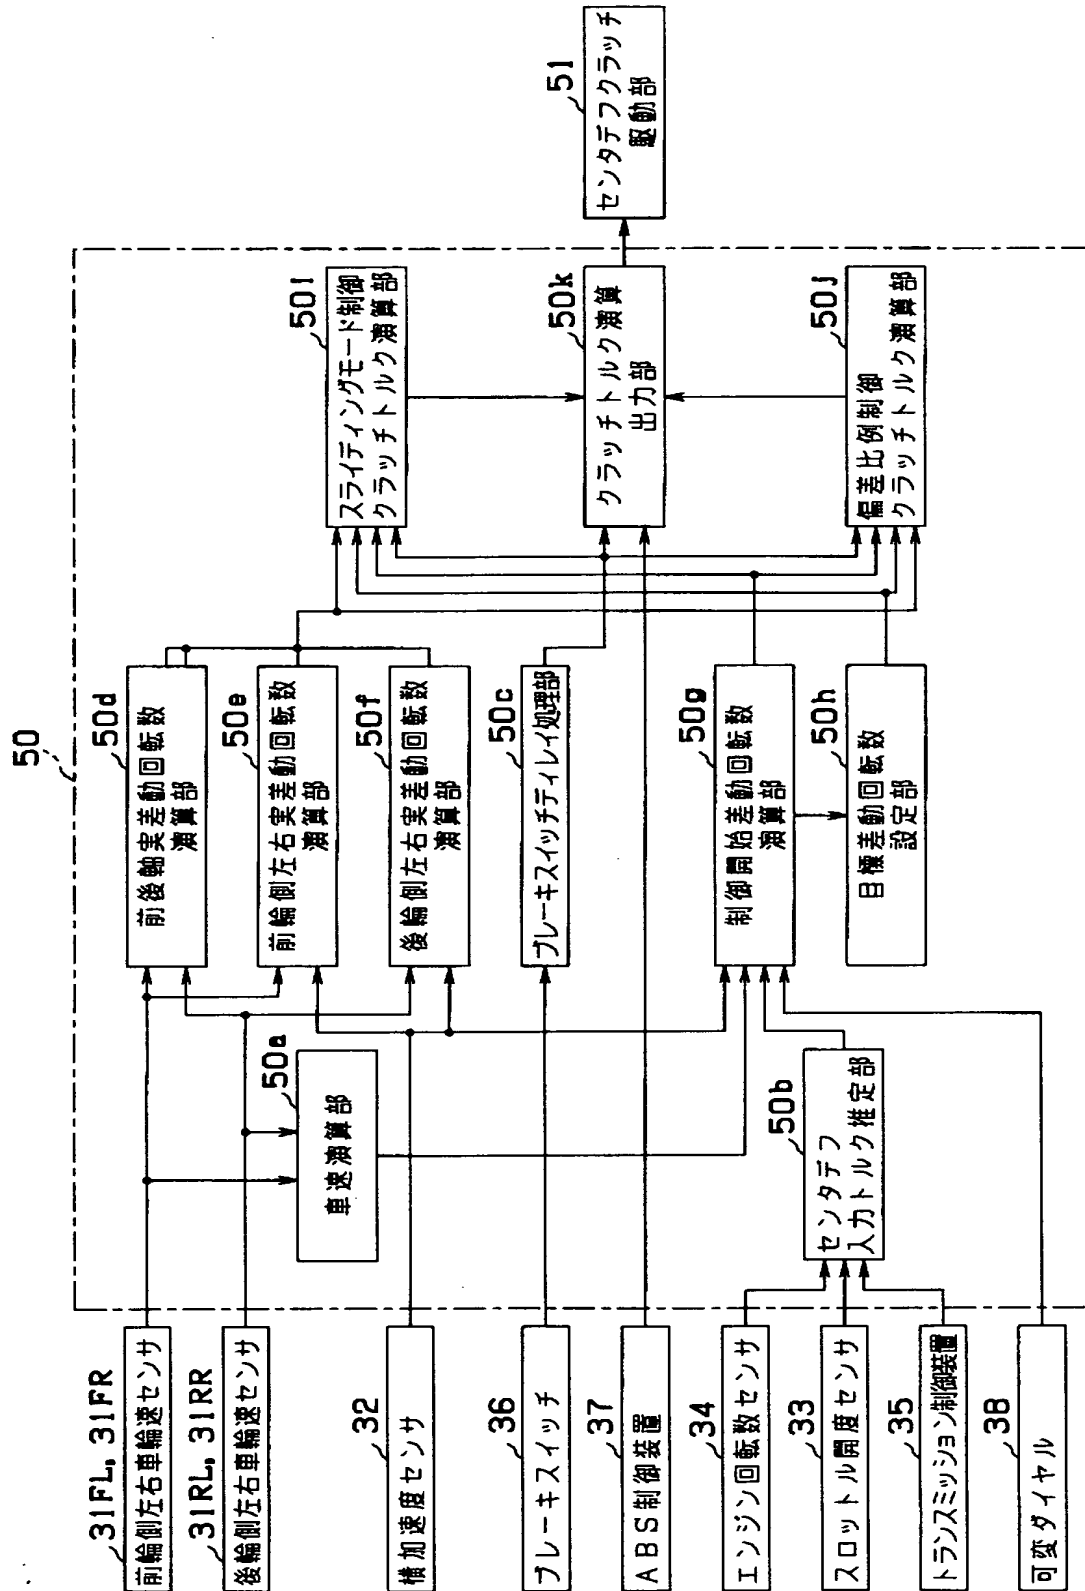 50
31FL, 31FR
前輪側左右車輪速センサ
31RL, 31RR
後輪側左右車輪速センサ
32
横加速度センサ
36
ブレーキスイッチ
37
ABS制御装置
34
エンジン回転数センサ
33
スロットル開度センサ
35
トランスミッション制御装置
38
可変ダイヤル
50a
車速演算部
50b
センタデフ
入力トルク推定部
50d
前後軸実差動回転数
演算部
50e
前輪側左右実差動回転数
演算部
50f
後輪側左右実差動回転数
演算部
50c
ブレーキスイッチディレイ処理部
50g
制御開始差動回転数
演算部
50h
目標差動回転数
設定部
50i
スライディングモード制御
クラッチトルク演算部
50k
クラッチトルク演算
出力部
50j
偏差比例制御
クラッチトルク演算部
51
センタデフクラッチ
駆動部